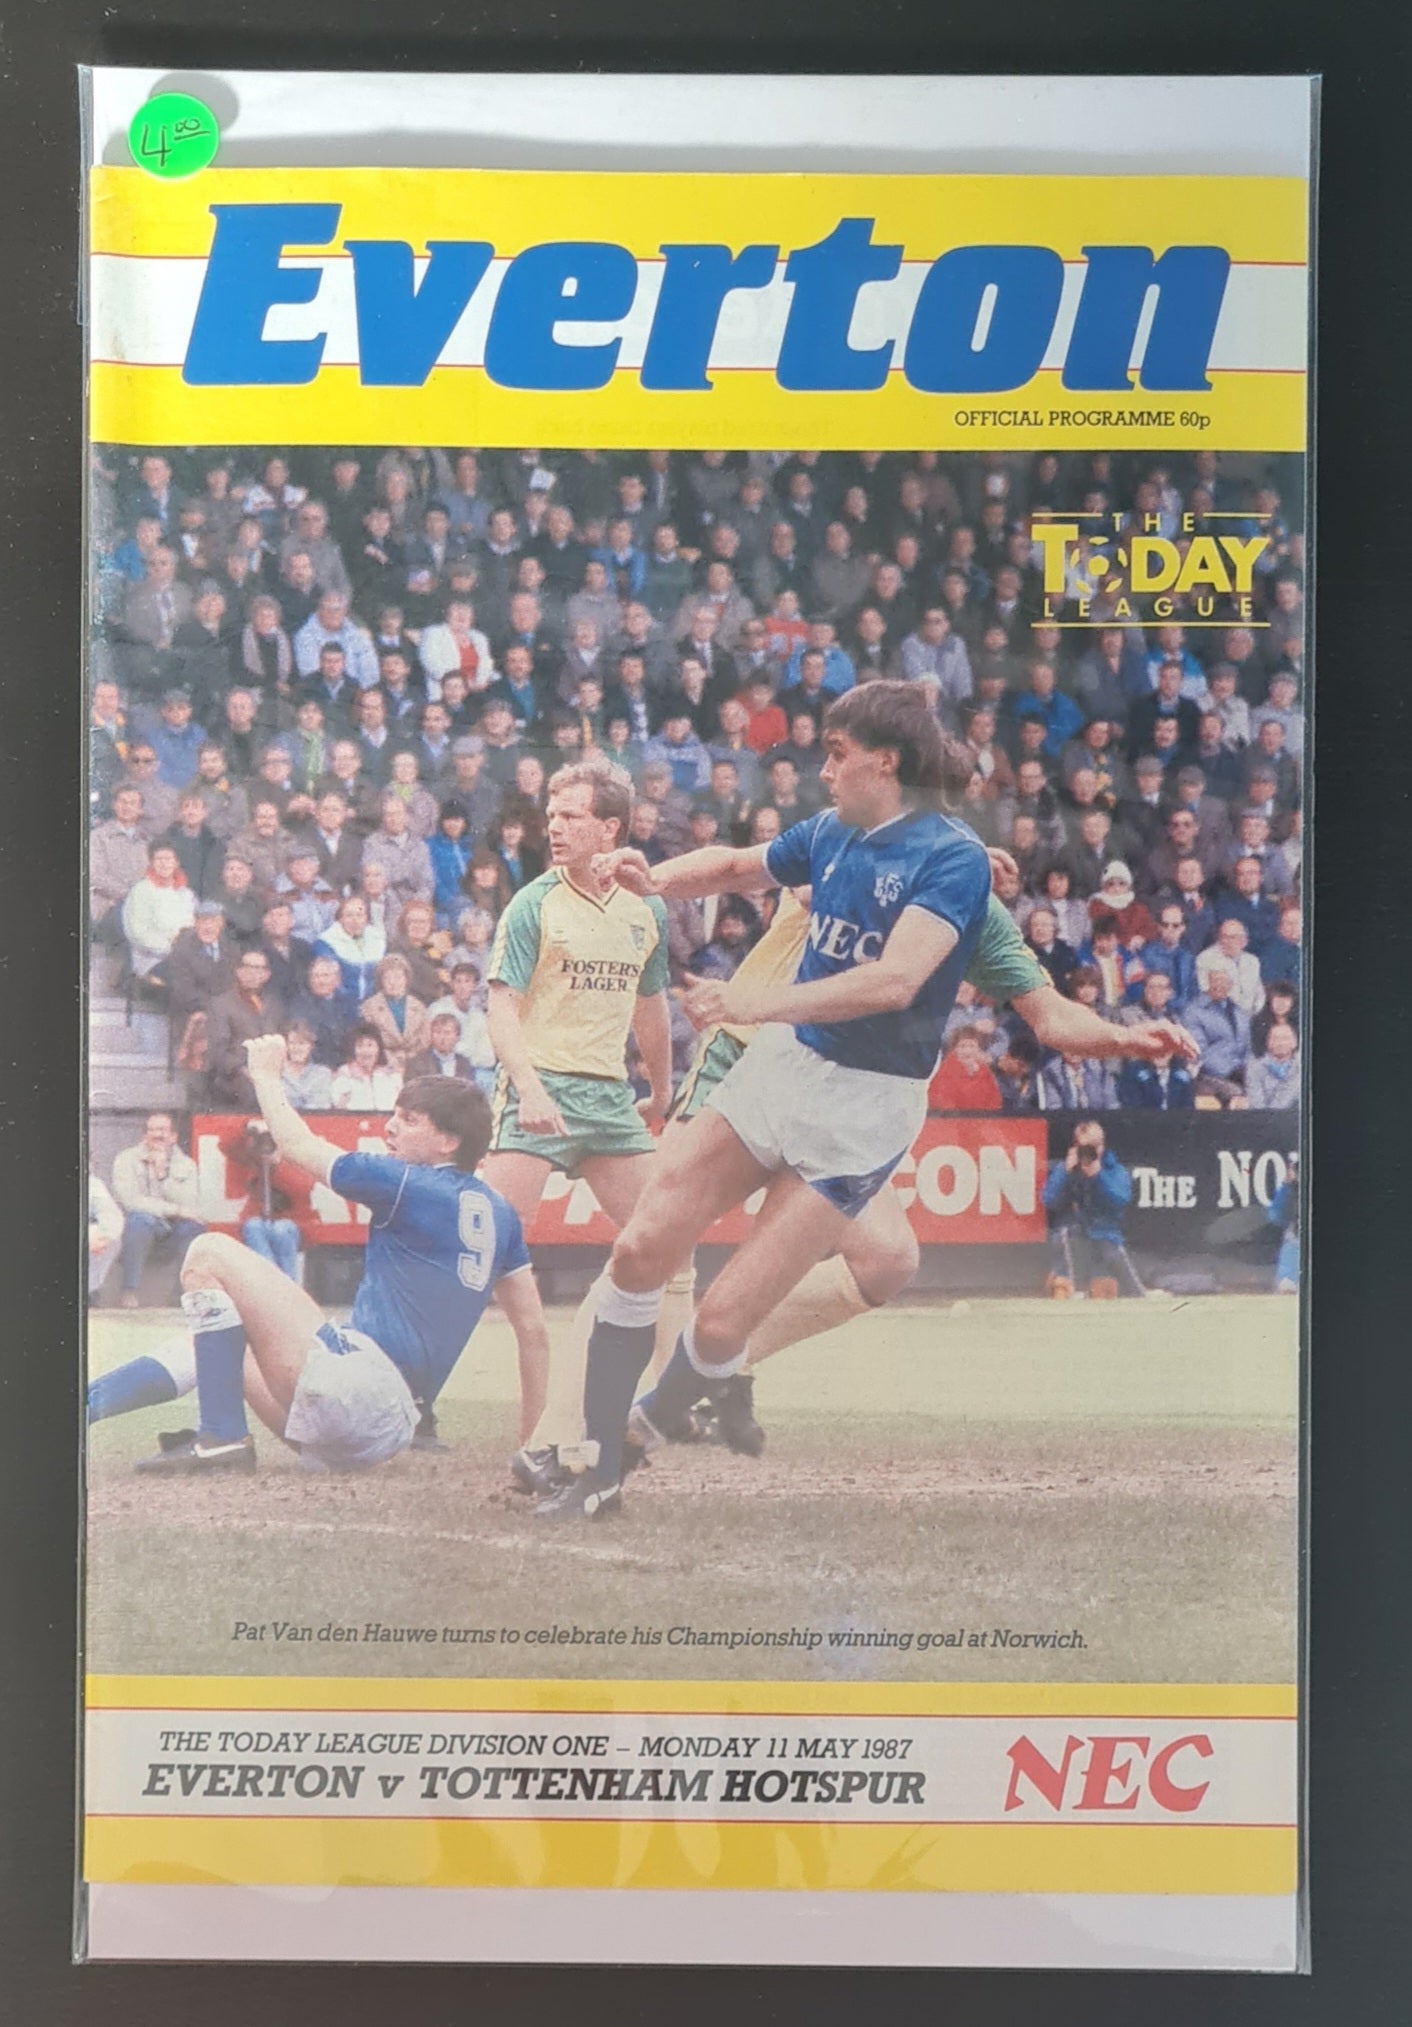 4.00
Everton
OFFICIAL PROGRAMME 60p
THE
TODAY
LEAGUE
NEC
FOSTER'S
LAGER
9
CON
THE NO
Pat Van den Hauwe turns to celebrate his Championship winning goal at Norwich.
THE TODAY LEAGUE DIVISION ONE – MONDAY 11 MAY 1987
EVERTON v TOTTENHAM HOTSPUR
NEC